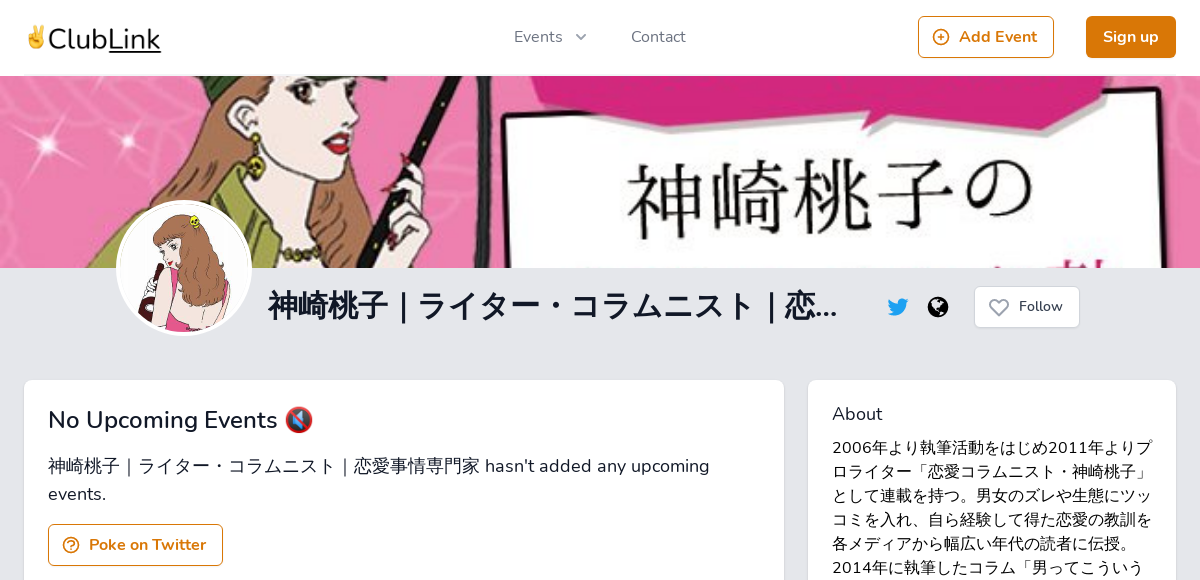 ClubLink
Events
Contact
Add Event
Sign up
神崎桃子の
神崎桃子｜ライター・コラムニスト｜恋...
Follow
No Upcoming Events
神崎桃子｜ライター・コラムニスト｜恋愛事情専門家 hasn't added any upcoming
events.
Poke on Twitter
About
2006年より執筆活動をはじめ2011年よりプ
ロライター「恋愛コラムニスト・神崎桃子」
として連載を持つ。男女のズレや生態にツッ
コミを入れ、自ら経験して得た恋愛の教訓を
各メディアから幅広い年代の読者に伝授。
2014年に執筆したコラム「男ってこういう